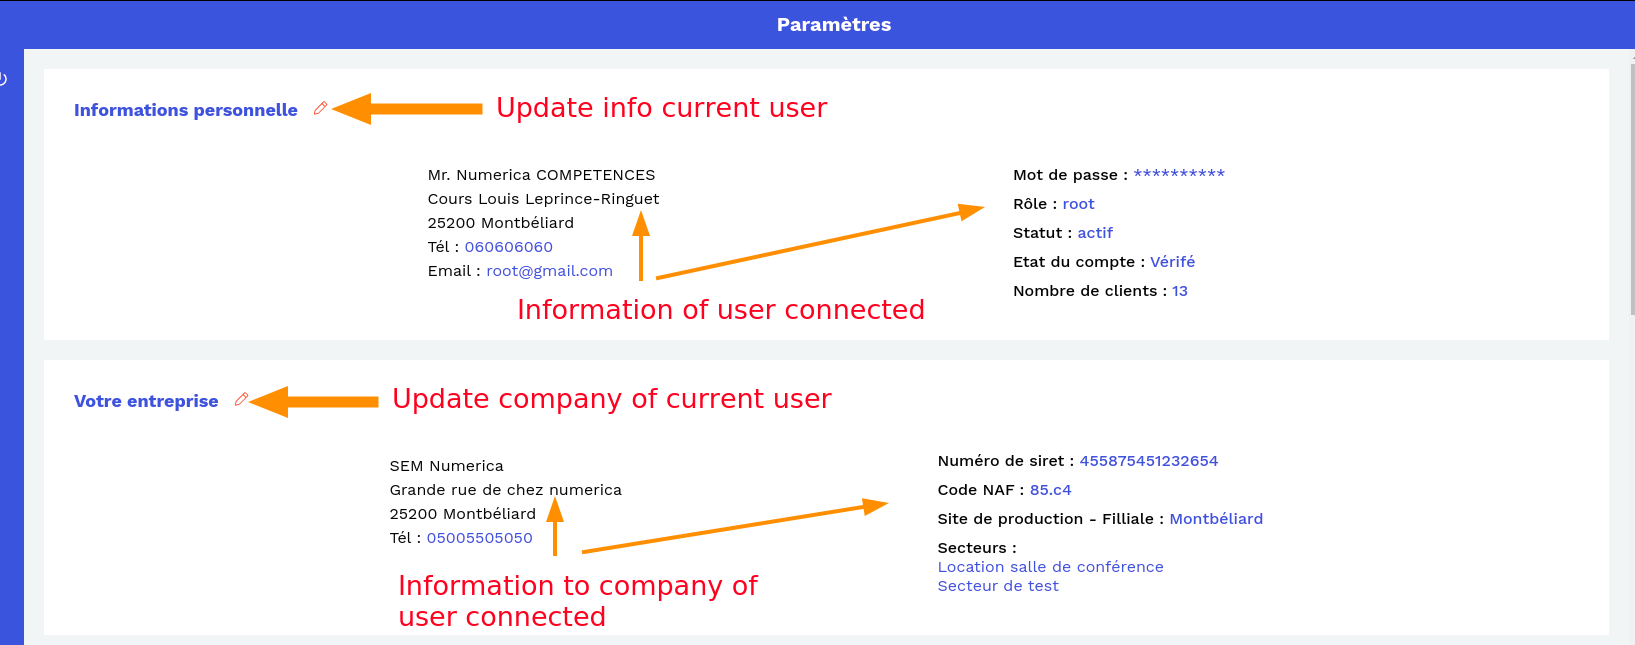 Paramètres
Informations personnelle
Update info current user
Mr. Numerica COMPETENCES
Cours Louis Leprince-Ringuet
25200 Montbéliard
Tél : 060606060
Email : root@gmail.com
Mot de passe : **********
Rôle : root
Statut : actif
Etat du compte : Vérifé
Nombre de clients : 13
Information of user connected
Votre entreprise
Update company of current user
SEM Numerica
Grande rue de chez numerica
25200 Montbéliard
Tél : 05005505050
Numéro de siret : 455875451232654
Code NAF : 85.c4
Site de production - Filliale : Montbéliard
Secteurs :
Location salle de conférence
Secteur de test
Information to company of
user connected